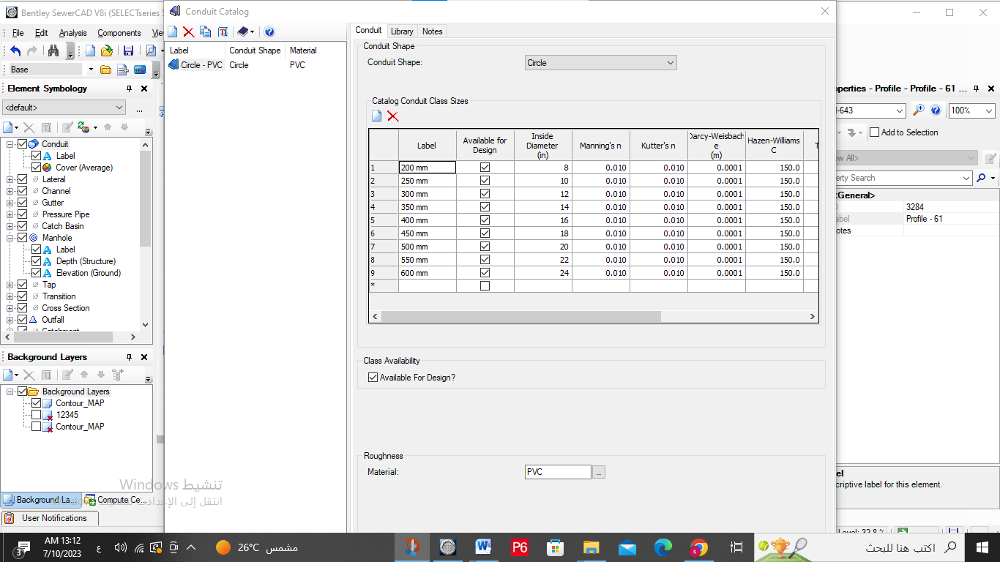 Bentley SewerCAD V8i (SELECTseries
Conduit Catalog
File Edit Analysis Components
Base
Element Symbology
<default>
...
Conduit
Label
Cover (Average)
Lateral
Channel
Gutter
Pressure Pipe
Catch Basin
Manhole
Label
Depth (Structure)
Elevation (Ground)
Tap
Transition
Cross Section
Outfall
Background Layers
Background Layers
Contour_MAP
12345
Contour_MAP
Background La... Compute Ce...
User Notifications
Label Conduit Shape Material
Circle - PVC Circle PVC
Conduit Library Notes
Conduit Shape
Conduit Shape: Circle
Catalog Conduit Class Sizes
Label Available for Design Inside Diameter (in) Manning's n Kutter's n Darcy-Weisbach e (m) Hazen-Williams C T
1 200 mm 8 0.010 0.010 0.0001 150.0
2 250 mm 10 0.010 0.010 0.0001 150.0
3 300 mm 12 0.010 0.010 0.0001 150.0
4 350 mm 14 0.010 0.010 0.0001 150.0
5 400 mm 16 0.010 0.010 0.0001 150.0
6 450 mm 18 0.010 0.010 0.0001 150.0
7 500 mm 20 0.010 0.010 0.0001 150.0
8 550 mm 22 0.010 0.010 0.0001 150.0
9 600 mm 24 0.010 0.010 0.0001 150.0
*
Class Availability
Available For Design?
Roughness
Material: PVC ...
operties - Profile - 61 ...
-643 100%
Add to Selection
ow All>
erty Search
General>
3284
abel Profile - 61
otes
el
criptive label for this element.
تنشيط Windows
AM 13:12
7/10/2023
3
ع
26°C مشمس
P6
اكتب هنا للبحث